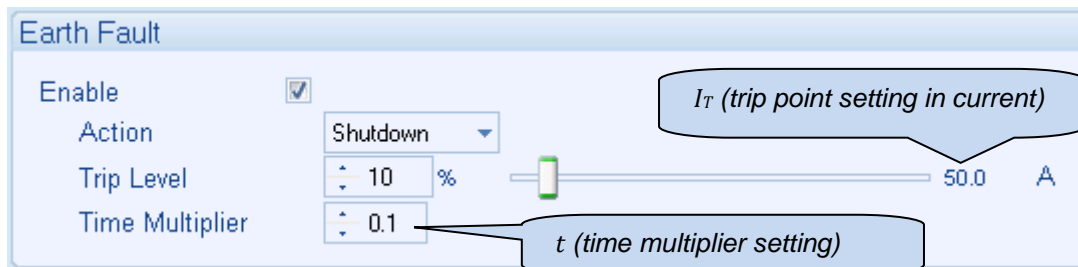 Earth Fault
Enable
I_T (trip point setting in current)
Action Shutdown
Trip Level 10 % 50.0 A
Time Multiplier 0.1
t (time multiplier setting)